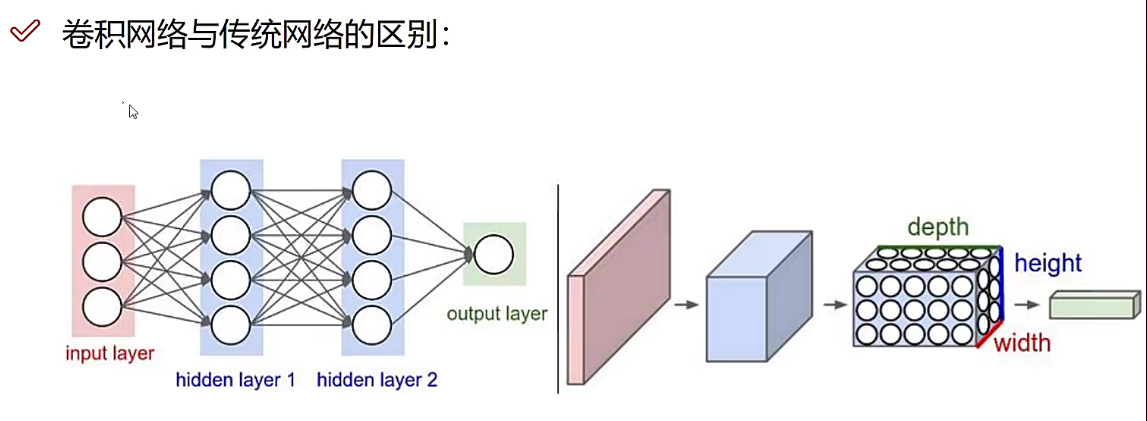 卷积网络与传统网络的区别：
input layer
hidden layer 1
hidden layer 2
output layer
depth
height
width